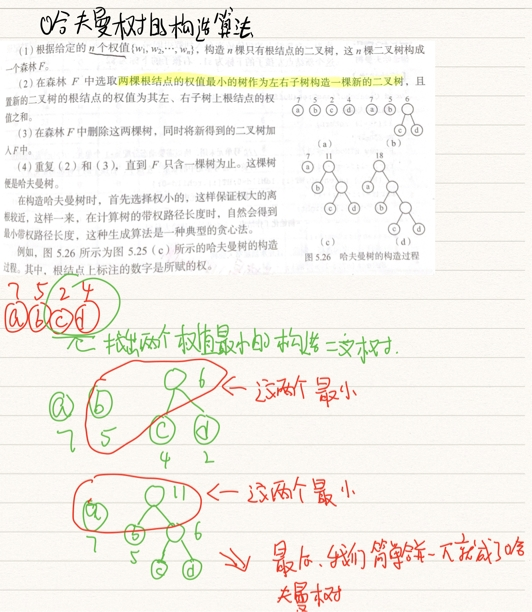 哈夫曼树的构造算法
(1) 根据给定的 n 个权值{w₁, w₂,⋯, wₙ}，构造 n 棵只有根结点的二叉树，这 n 棵二叉树构成
一个森林 F。
(2) 在森林 F 中选取两棵根结点的权值最小的树作为左右子树构造一棵新的二叉树，且
置新的二叉树的根结点的权值为其左、右子树上根结点的权
值之和。
(3) 在森林 F 中删除这两棵树，同时将新得到的二叉树加
入 F 中。
(4) 重复（2）和（3），直到 F 只含一棵树为止。这棵树
便是哈夫曼树。
在构造哈夫曼树时，首先选择权小的，这样保证权大的离
根较近，这样一来，在计算树的带权路径长度时，自然会得到
最小带权路径长度，这种生成算法是一种典型的贪心法。
例如，图 5.26 所示为图 5.25（c）所示的哈夫曼树的构造
过程。其中，根结点上标注的数字是所赋的权。
7 5 2 4
a b c d
(a)
7 5 6
a b
c d
(b)
7 11
a
b
c d
(c)
18
a
b
c d
(d)
图 5.26 哈夫曼树的构造过程
7 5 2 4
a b c d
找出两个权值最小的构造二叉树.
6
a b
7 5
c d
4 2
← 这两个最小
11
a
7
b 6
5
c d
← 这两个最小
最后、我们简单合并一下就成了哈
夫曼树